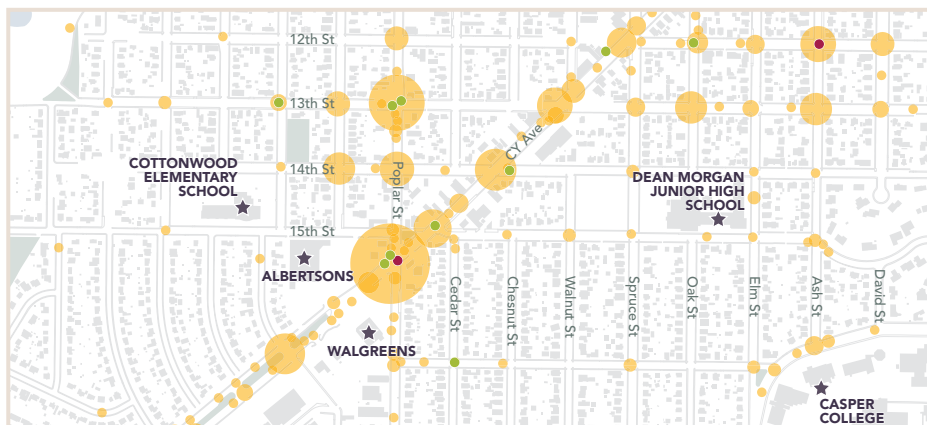 12th St
13th St
CY Ave
COTTONWOOD
ELEMENTARY
SCHOOL
14th St
Poplar St
DEAN MORGAN
JUNIOR HIGH
SCHOOL
15th St
ALBERTSONS
Cedar St
Chesnut St
Walnut St
Spruce St
Oak St
Elm St
Ash St
David St
WALGREENS
CASPER
COLLEGE